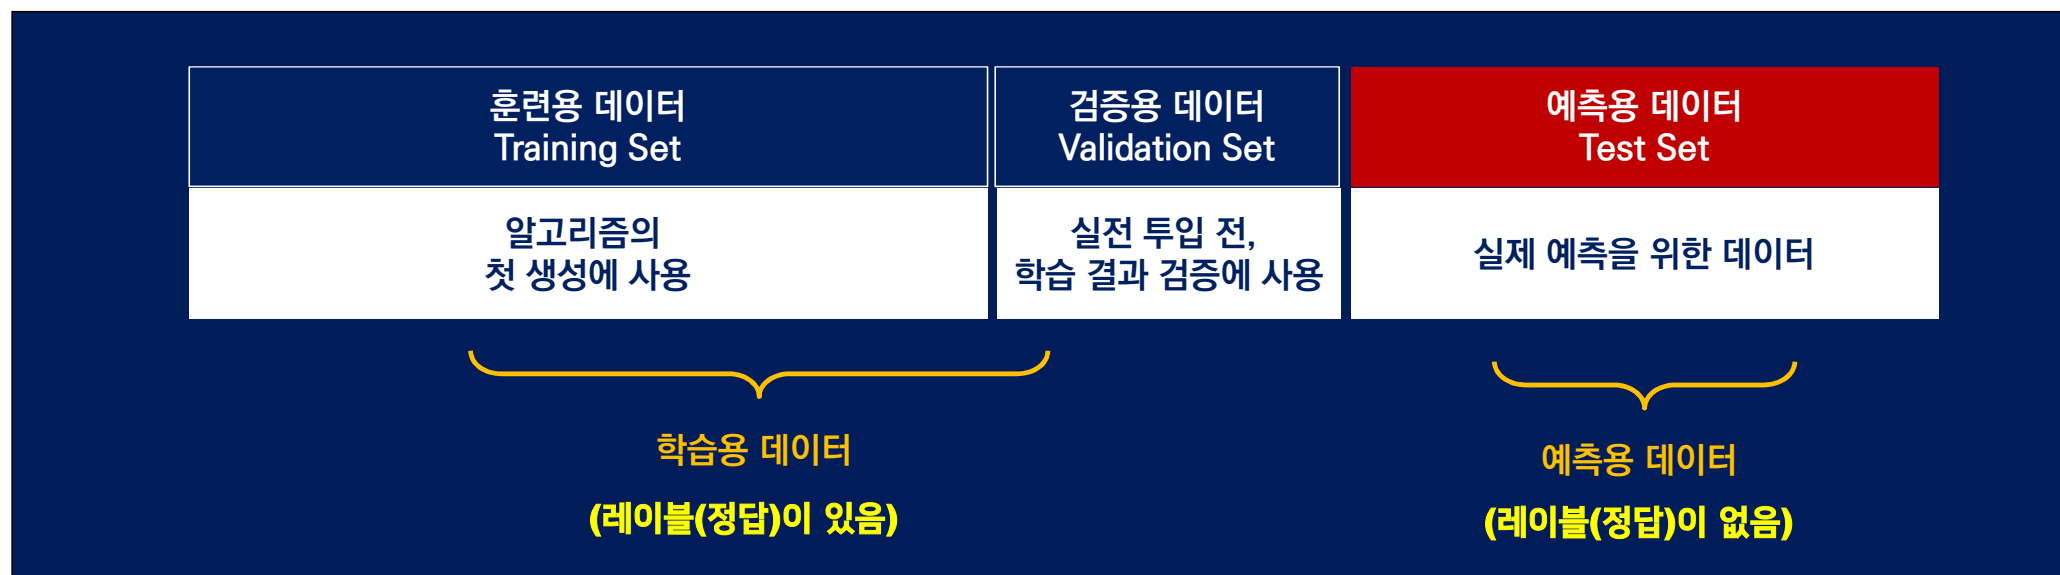 훈련용 데이터
Training Set
검증용 데이터
Validation Set
예측용 데이터
Test Set
알고리즘의
첫 생성에 사용
실전 투입 전,
학습 결과 검증에 사용
실제 예측을 위한 데이터
학습용 데이터
(레이블(정답)이 있음)
예측용 데이터
(레이블(정답)이 없음)